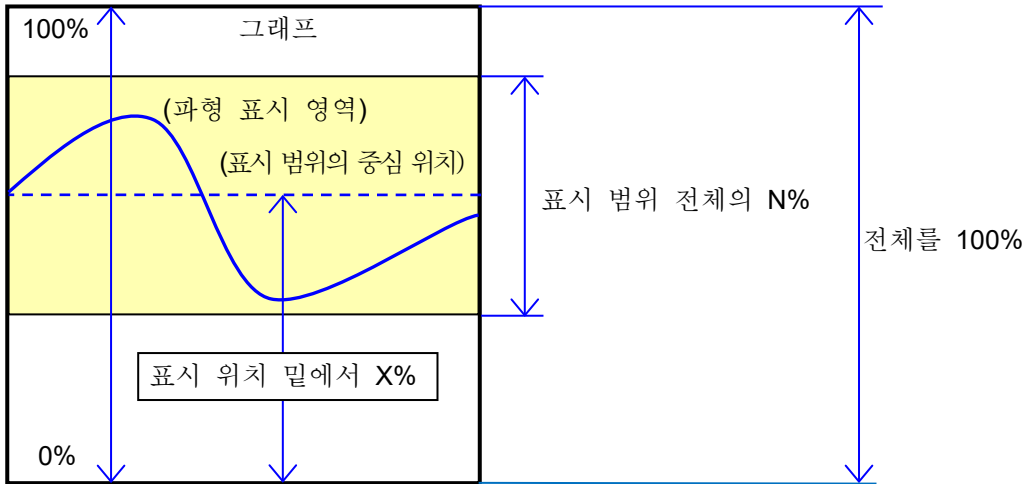 100%
그래프
(파형 표시 영역)
(표시 범위의 중심 위치)
표시 범위 전체의 N%
전체를 100%
표시 위치 밑에서 X%
0%